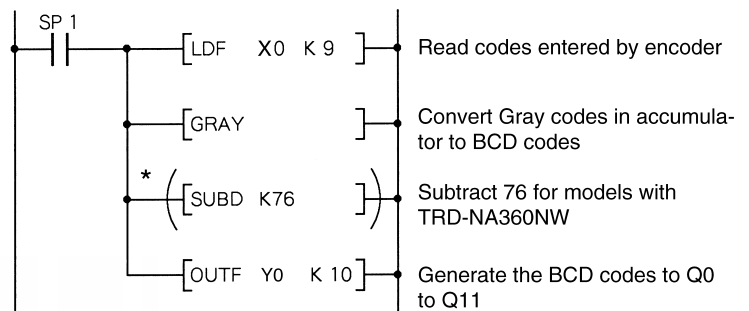 SP 1
LDF X0 K 9 Read codes entered by encoder
GRAY Convert Gray codes in accumula-
tor to BCD codes
*
SUBD K76 Subtract 76 for models with
TRD-NA360NW
OUTF Y0 K 10 Generate the BCD codes to Q0
to Q11